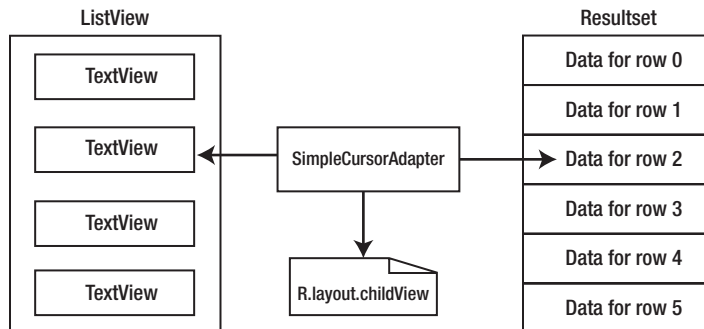 ListView
TextView
TextView
TextView
TextView
SimpleCursorAdapter
R.layout.childView
Resultset
Data for row 0
Data for row 1
Data for row 2
Data for row 3
Data for row 4
Data for row 5